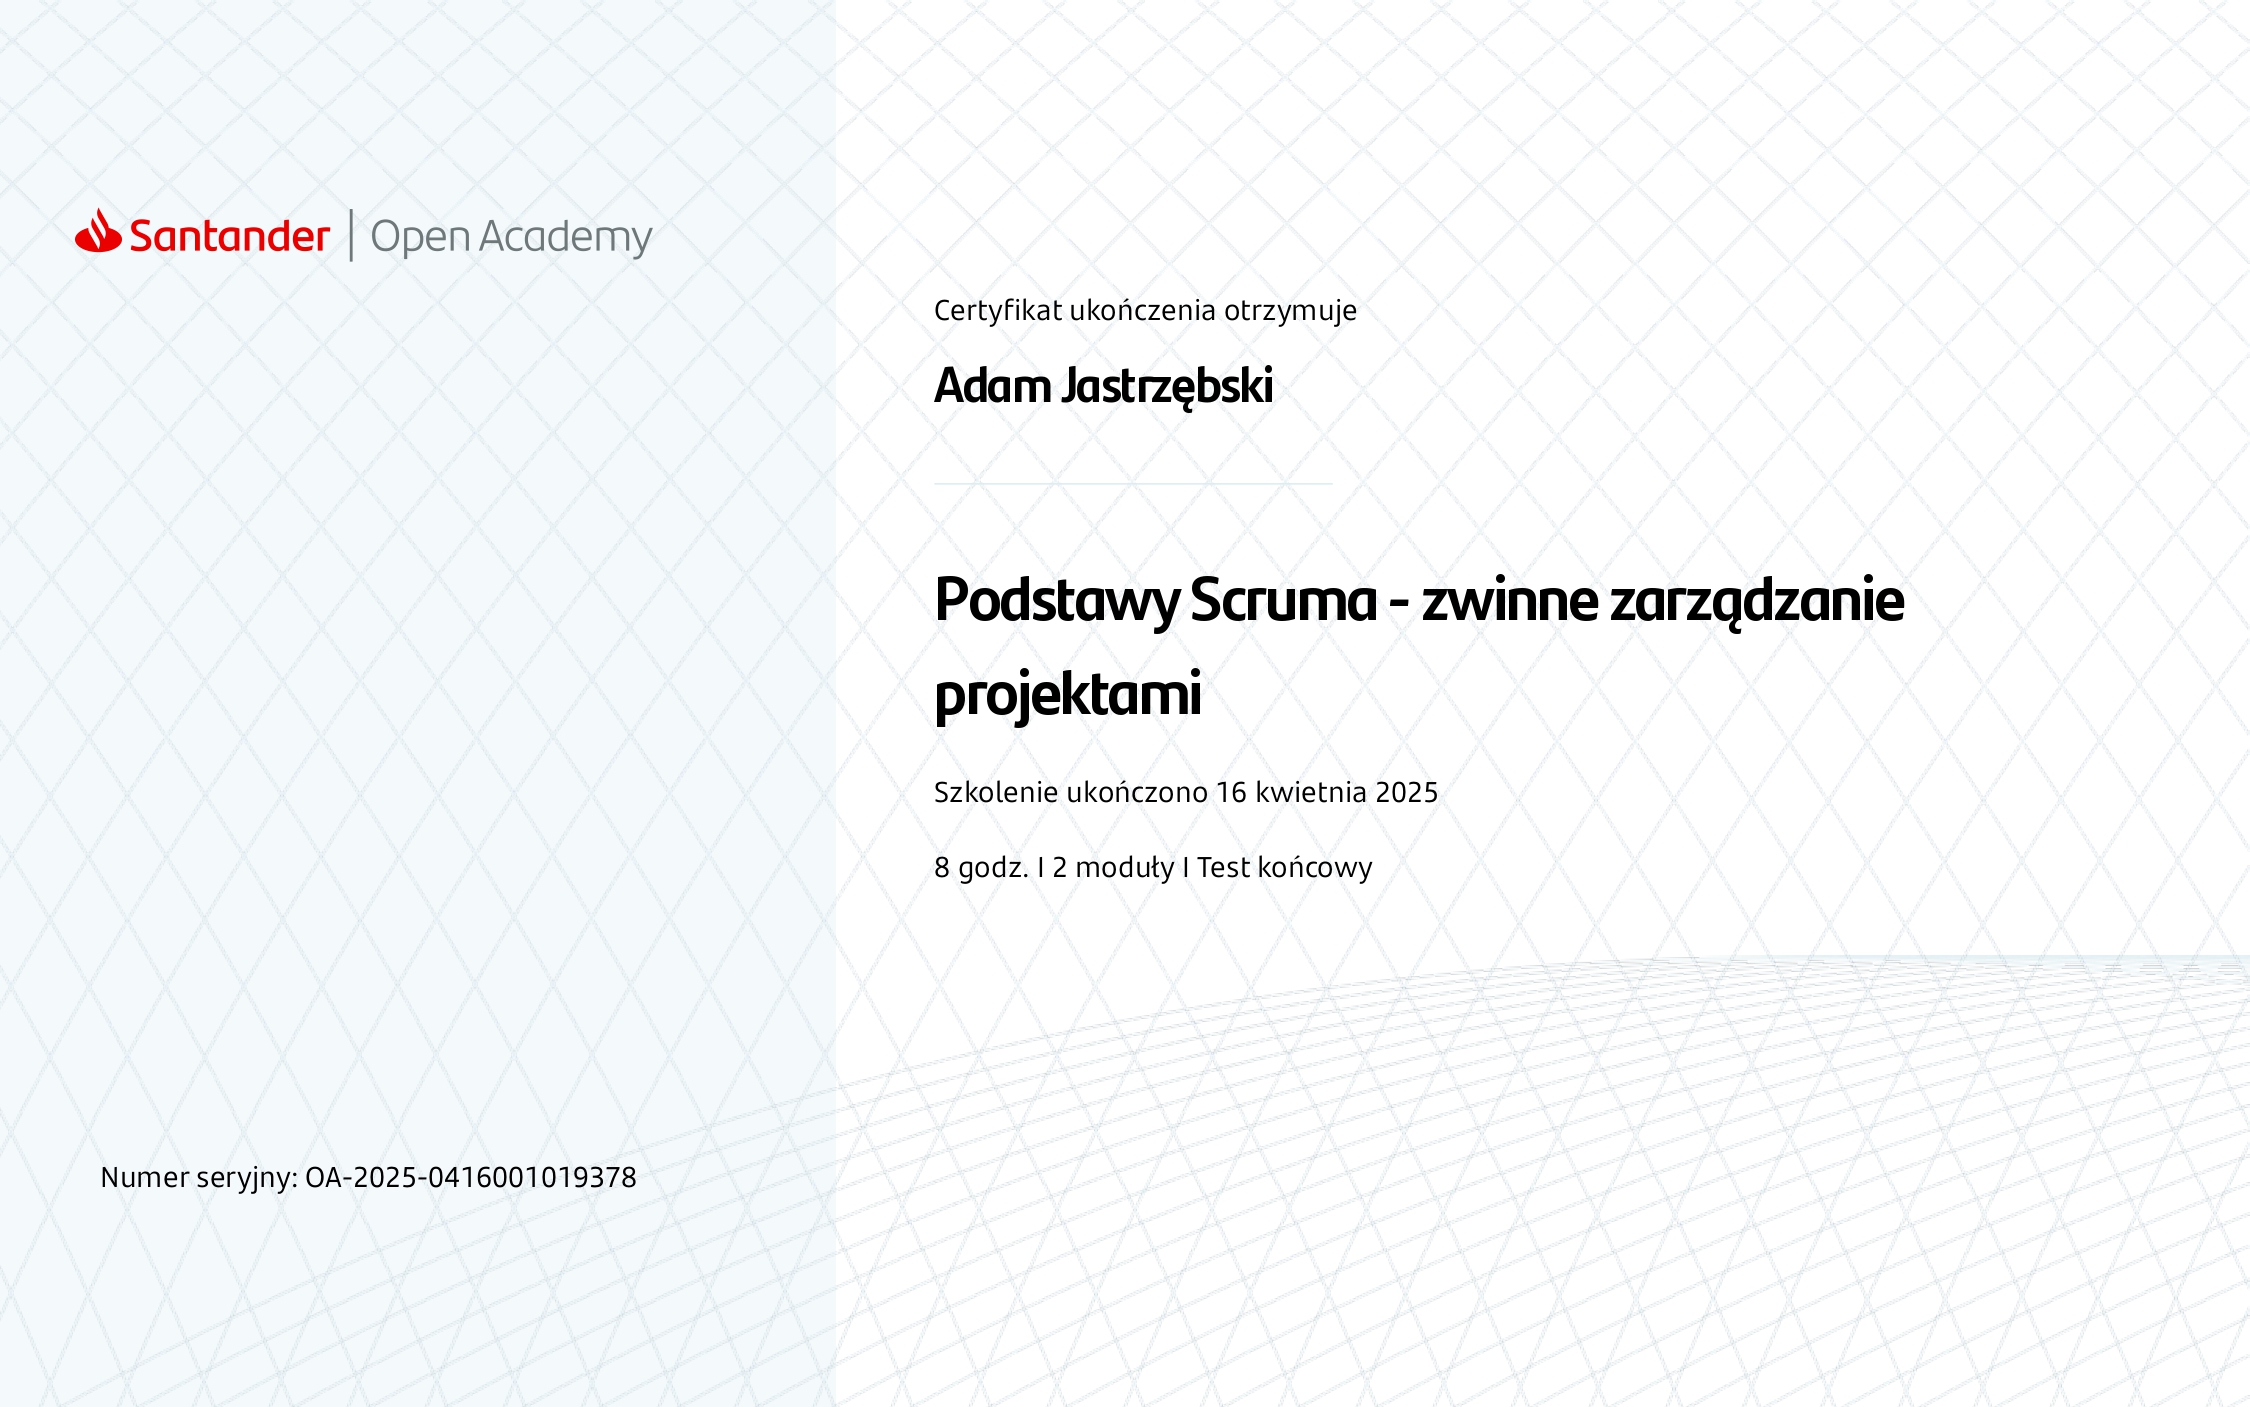 Santander | Open Academy
Certyfikat ukończenia otrzymuje
Adam Jastrzębski
Podstawy Scruma - zwinne zarządzanie
projektami
Szkolenie ukończono 16 kwietnia 2025
8 godz. I 2 moduły I Test końcowy
Numer seryjny: OA-2025-0416001019378